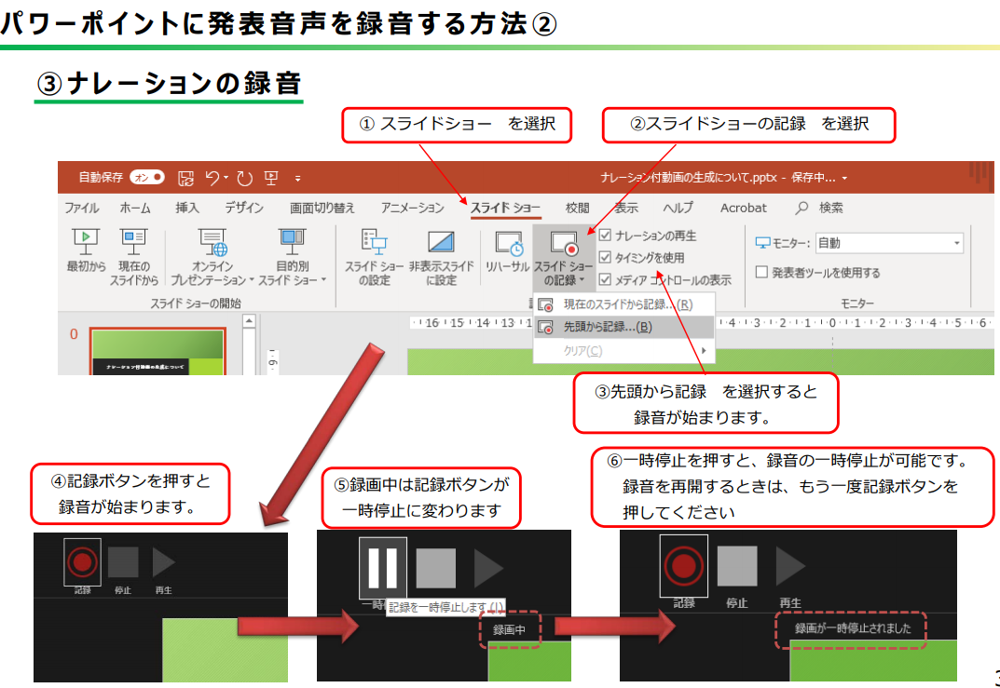 パワーポイントに発表音声を録音する方法②
③ナレーションの録音
① スライドショー　を選択
②スライドショーの記録　を選択
自動保存 オン
ナレーション付動画の生成について.pptx - 保存中...
ファイル ホーム 挿入 デザイン 画面切り替え アニメーション スライド ショー 校閲 表示 ヘルプ Acrobat 検索
最初から 現在の
スライドから
オンライン
プレゼンテーション
目的別
スライド ショー
スライド ショー
の設定
非表示スライド
に設定
リハーサル
スライド ショー
の記録
ナレーションの再生
タイミングを使用
メディア コントロールの表示
モニター: 自動
発表者ツールを使用する
スライド ショーの開始
モニター
現在のスライドから記録...(R)
先頭から記録...(B)
クリア(C)
16 15 14 13 1
4 3 2 1 0 1 2 3 4 5 6
0
9
ナレーション付動画の生成について
③先頭から記録　を選択すると
録音が始まります。
④記録ボタンを押すと
録音が始まります。
⑤録画中は記録ボタンが
一時停止に変わります
⑥一時停止を押すと、録音の一時停止が可能です。
録音を再開するときは、もう一度記録ボタンを
押してください
記録 停止 再生
一時
記録を一時停止します (I)
録画中
記録 停止 再生
録画が一時停止されました